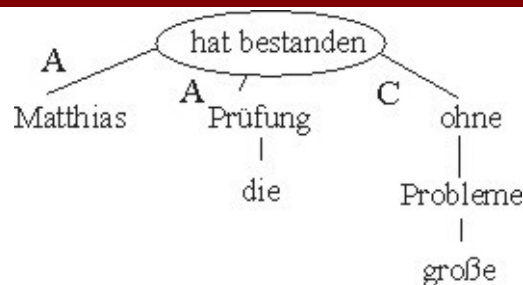 hat bestanden
A A C
Matthias Prüfung ohne
die Probleme
große